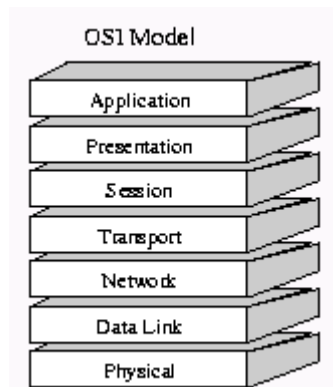 OSI Model
Application
Presentation
Session
Transport
Network
Data Link
Physical